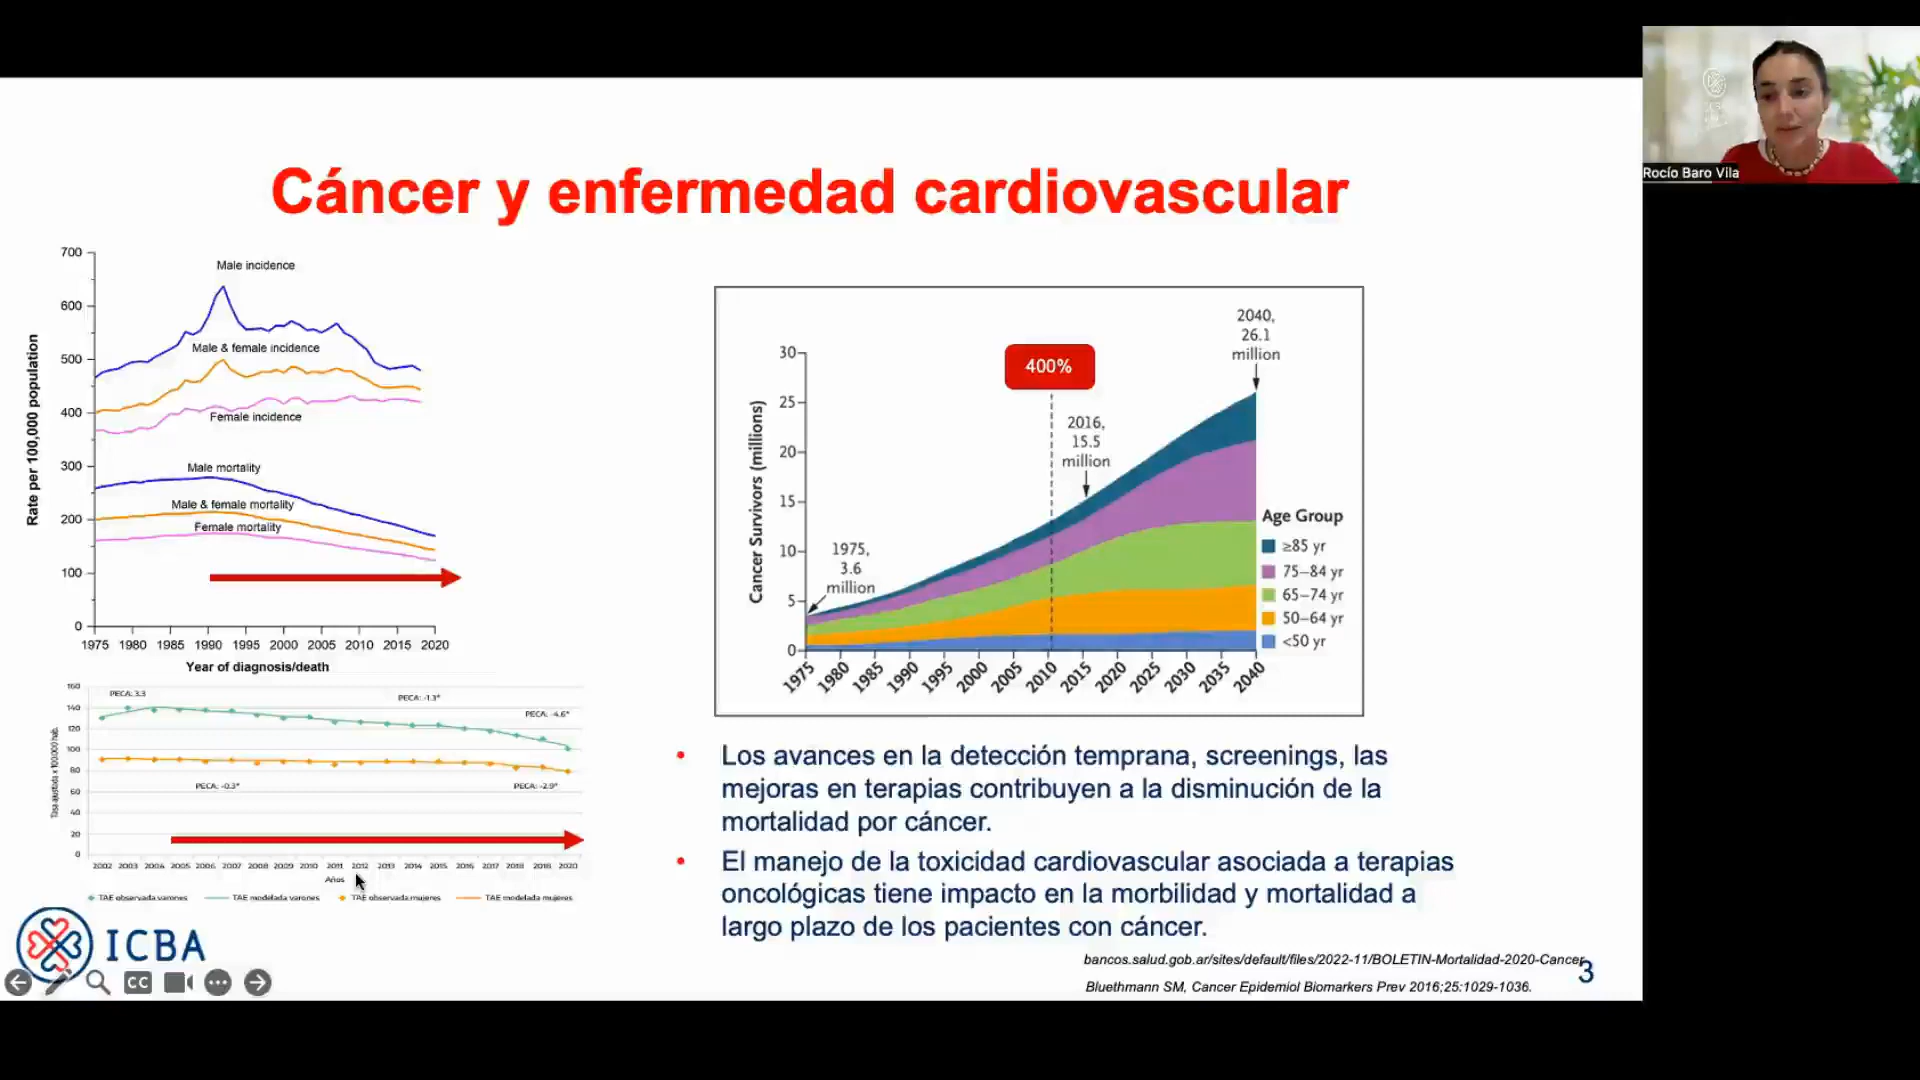 Rocío Baro Vila
Cáncer y enfermedad cardiovascular
700
600
500
400
300
200
100
0
Rate per 100,000 population
Male incidence
Male & female incidence
Female incidence
Male mortality
Male & female mortality
Female mortality
1975 1980 1985 1990 1995 2000 2005 2010 2015 2020
Year of diagnosis/death
160
140
120
100
80
60
40
20
0
Tasa ajustada x 100.000 hab.
PECA: 3.3
PECA: -1.3*
PECA: -4.6*
PECA: -0.3*
PECA: -2.9*
2002 2003 2004 2005 2006 2007 2008 2009 2010 2011 2012 2013 2014 2015 2016 2017 2018 2019 2020
Años
TAE observada varones TAE modelada varones TAE observada mujeres TAE modelada mujeres
ICBA
CC
30
25
20
15
10
5
0
Cancer Survivors (millions)
1975,
3.6
million
400%
2016,
15.5
million
2040,
26.1
million
Age Group
≥85 yr
75–84 yr
65–74 yr
50–64 yr
<50 yr
1975 1980 1985 1990 1995 2000 2005 2010 2015 2020 2025 2030 2035 2040
• Los avances en la detección temprana, screenings, las
mejoras en terapias contribuyen a la disminución de la
mortalidad por cáncer.
• El manejo de la toxicidad cardiovascular asociada a terapias
oncológicas tiene impacto en la morbilidad y mortalidad a
largo plazo de los pacientes con cáncer.
bancos.salud.gob.ar/sites/default/files/2022-11/BOLETIN-Mortalidad-2020-Cancer
3
Bluethmann SM, Cancer Epidemiol Biomarkers Prev 2016;25:1029-1036.